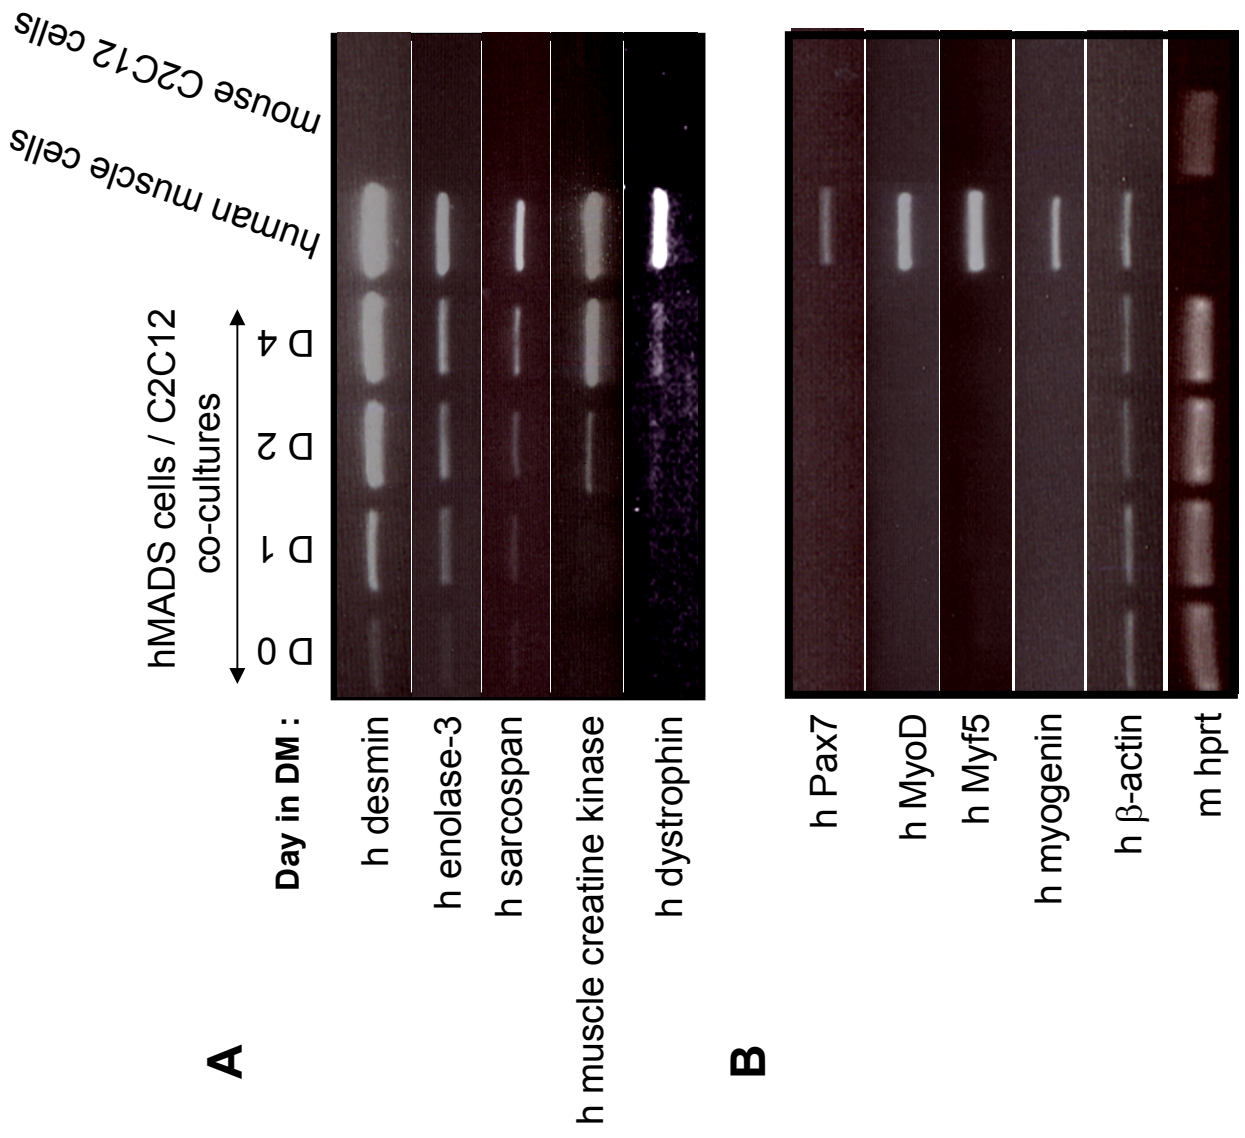 A
hMADS cells / C2C12
co-cultures
human muscle cells
mouse C2C12 cells
Day in DM :
D 0
D 1
D 2
D 4
h desmin
h enolase-3
h sarcospan
h muscle creatine kinase
h dystrophin
B
h Pax7
h MyoD
h Myf5
h myogenin
h β-actin
m hprt